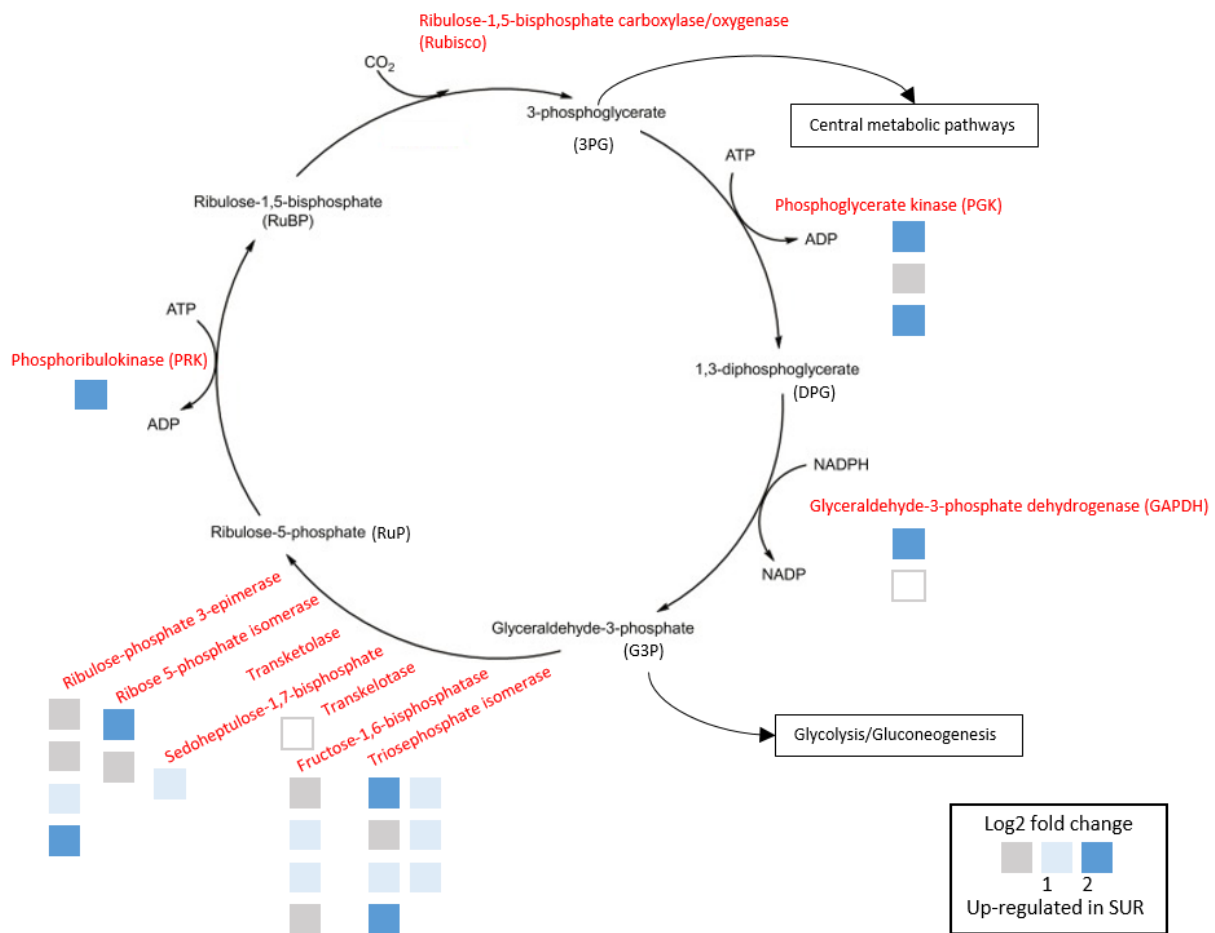 Ribulose-1,5-bisphosphate carboxylase/oxygenase
(Rubisco)
CO2
3-phosphoglycerate
(3PG)
Central metabolic pathways
ATP
Phosphoglycerate kinase (PGK)
ADP
Ribulose-1,5-bisphosphate
(RuBP)
ATP
Phosphoribulokinase (PRK)
ADP
1,3-diphosphoglycerate
(DPG)
NADPH
Glyceraldehyde-3-phosphate dehydrogenase (GAPDH)
NADP
Ribulose-5-phosphate (RuP)
Glyceraldehyde-3-phosphate
(G3P)
Ribulose-phosphate 3-epimerase
Ribose 5-phosphate isomerase
Transketolase
Sedoheptulose-1,7-bisphosphate
Transkelotase
Fructose-1,6-bisphosphatase
Triosephosphate isomerase
Glycolysis/Gluconeogenesis
Log2 fold change
1 2
Up-regulated in SUR